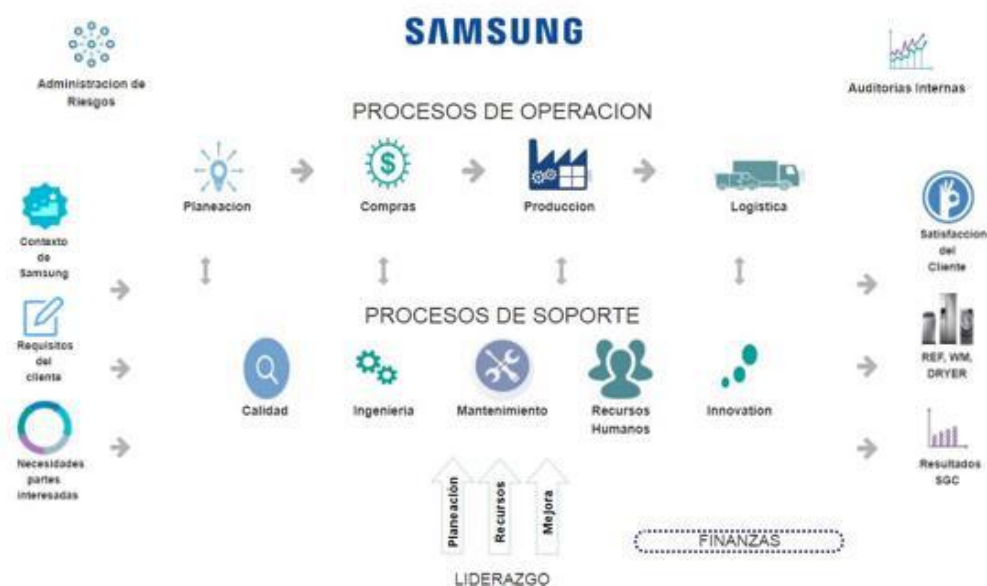 SAMSUNG
Administracion de
Riesgos
Auditorias Internas
PROCESOS DE OPERACION
Planeacion
Compras
Produccion
Logistica
Contexto
de
Samsung
Satisfaccion
del
Cliente
PROCESOS DE SOPORTE
Requisitos
del
cliente
REF, WM,
DRYER
Calidad
Ingenieria
Mantenimiento
Recursos
Humanos
Innovation
Necesidades
partes
interesadas
Resultados
SGC
Planeación
Recursos
Mejora
FINANZAS
LIDERAZGO